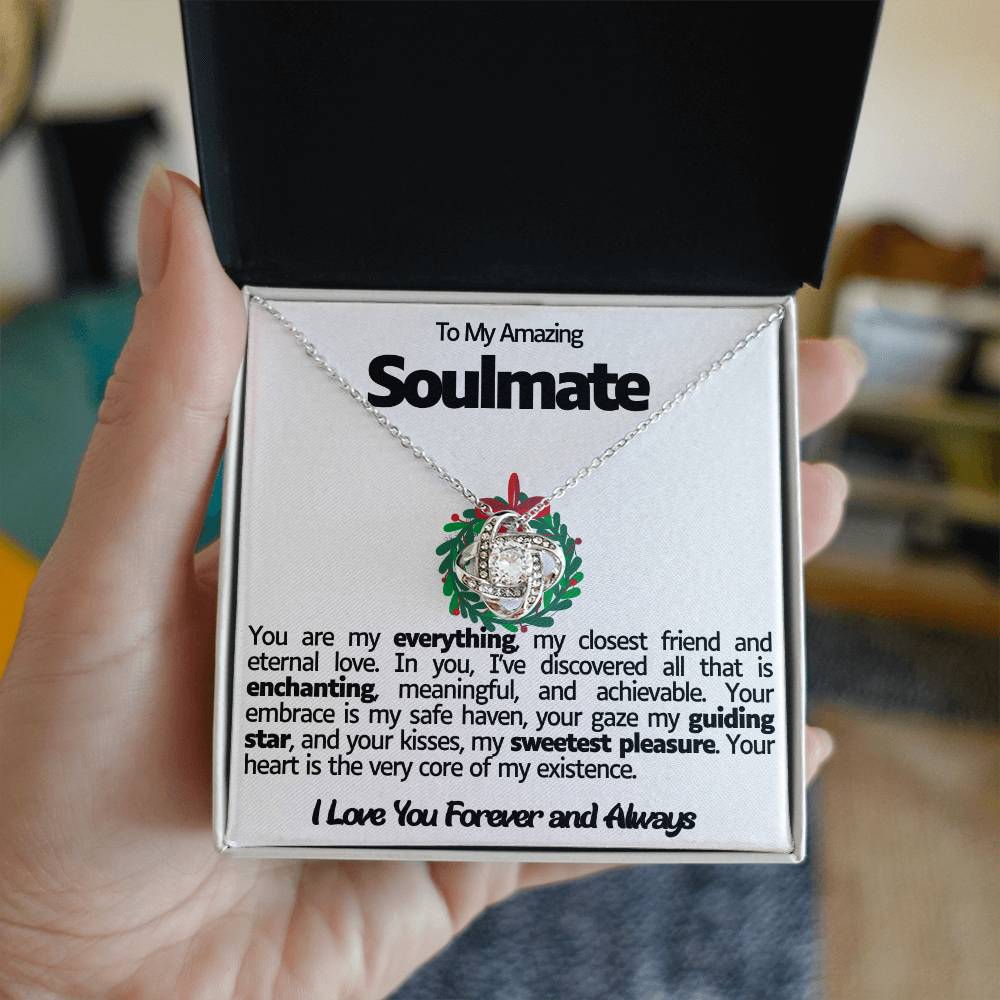 To My Amazing
Soulmate
You are my everything, my closest friend and
eternal love. In you, I've discovered all that is
enchanting, meaningful, and achievable. Your
embrace is my safe haven, your gaze my guiding
star, and your kisses, my sweetest pleasure. Your
heart is the very core of my existence.
I Love You Forever and Always